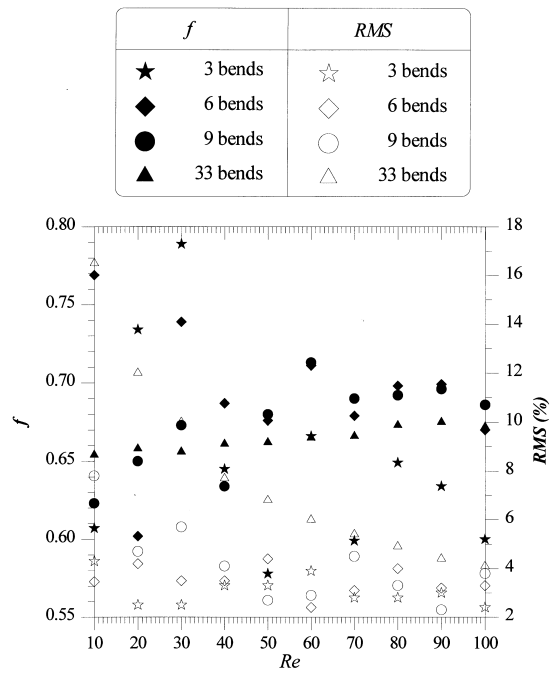 f RMS
3 bends 3 bends
6 bends 6 bends
9 bends 9 bends
33 bends 33 bends
0.80 18
16
0.75
14
0.70 12
f 10 RMS (%)
0.65
8
0.60 6
4
0.55 2
10 20 30 40 50 60 70 80 90 100
Re